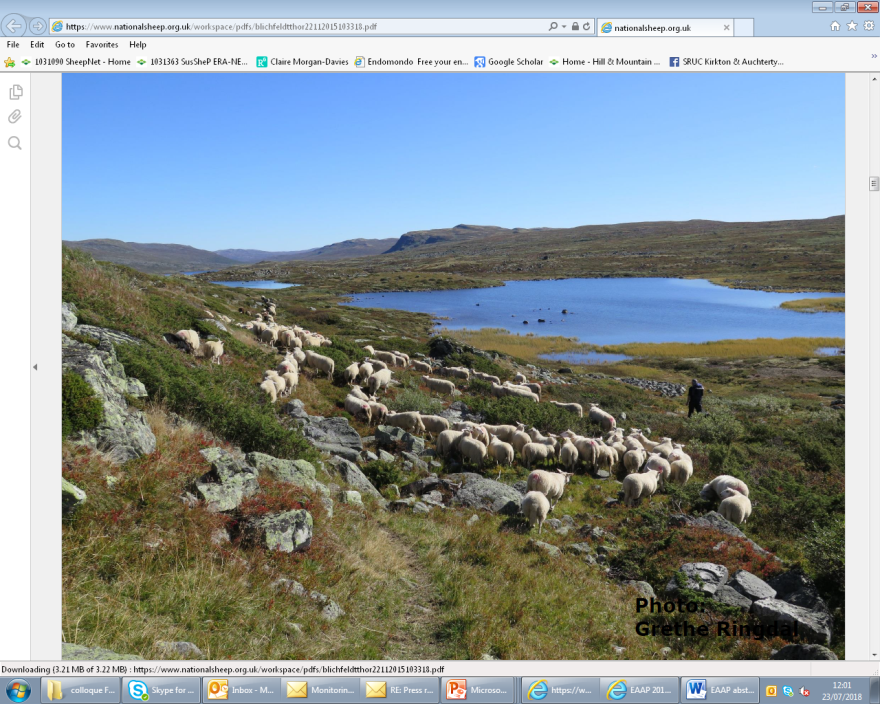 https://www.nationalsheep.org.uk/workspace/pdfs/blichfeldtthor22112015103318.pdf
nationalsheep.org.uk
File Edit Go to Favorites Help
1031090 SheepNet - Home 1031363 SusSheP ERA-NE... Claire Morgan-Davies Endomondo Free your en... Google Scholar Home - Hill & Mountain ... SRUC Kirkton & Auchterty...
Photo:
Grethe Ringdal
Downloading (3.21 MB of 3.22 MB) : https://www.nationalsheep.org.uk/workspace/pdfs/blichfeldtthor22112015103318.pdf
colloque F... Skype for ... Inbox - M... Monitorin... RE: Press r... Microso... https://w... EAAP 201... EAAP abst...
12:01
23/07/2018